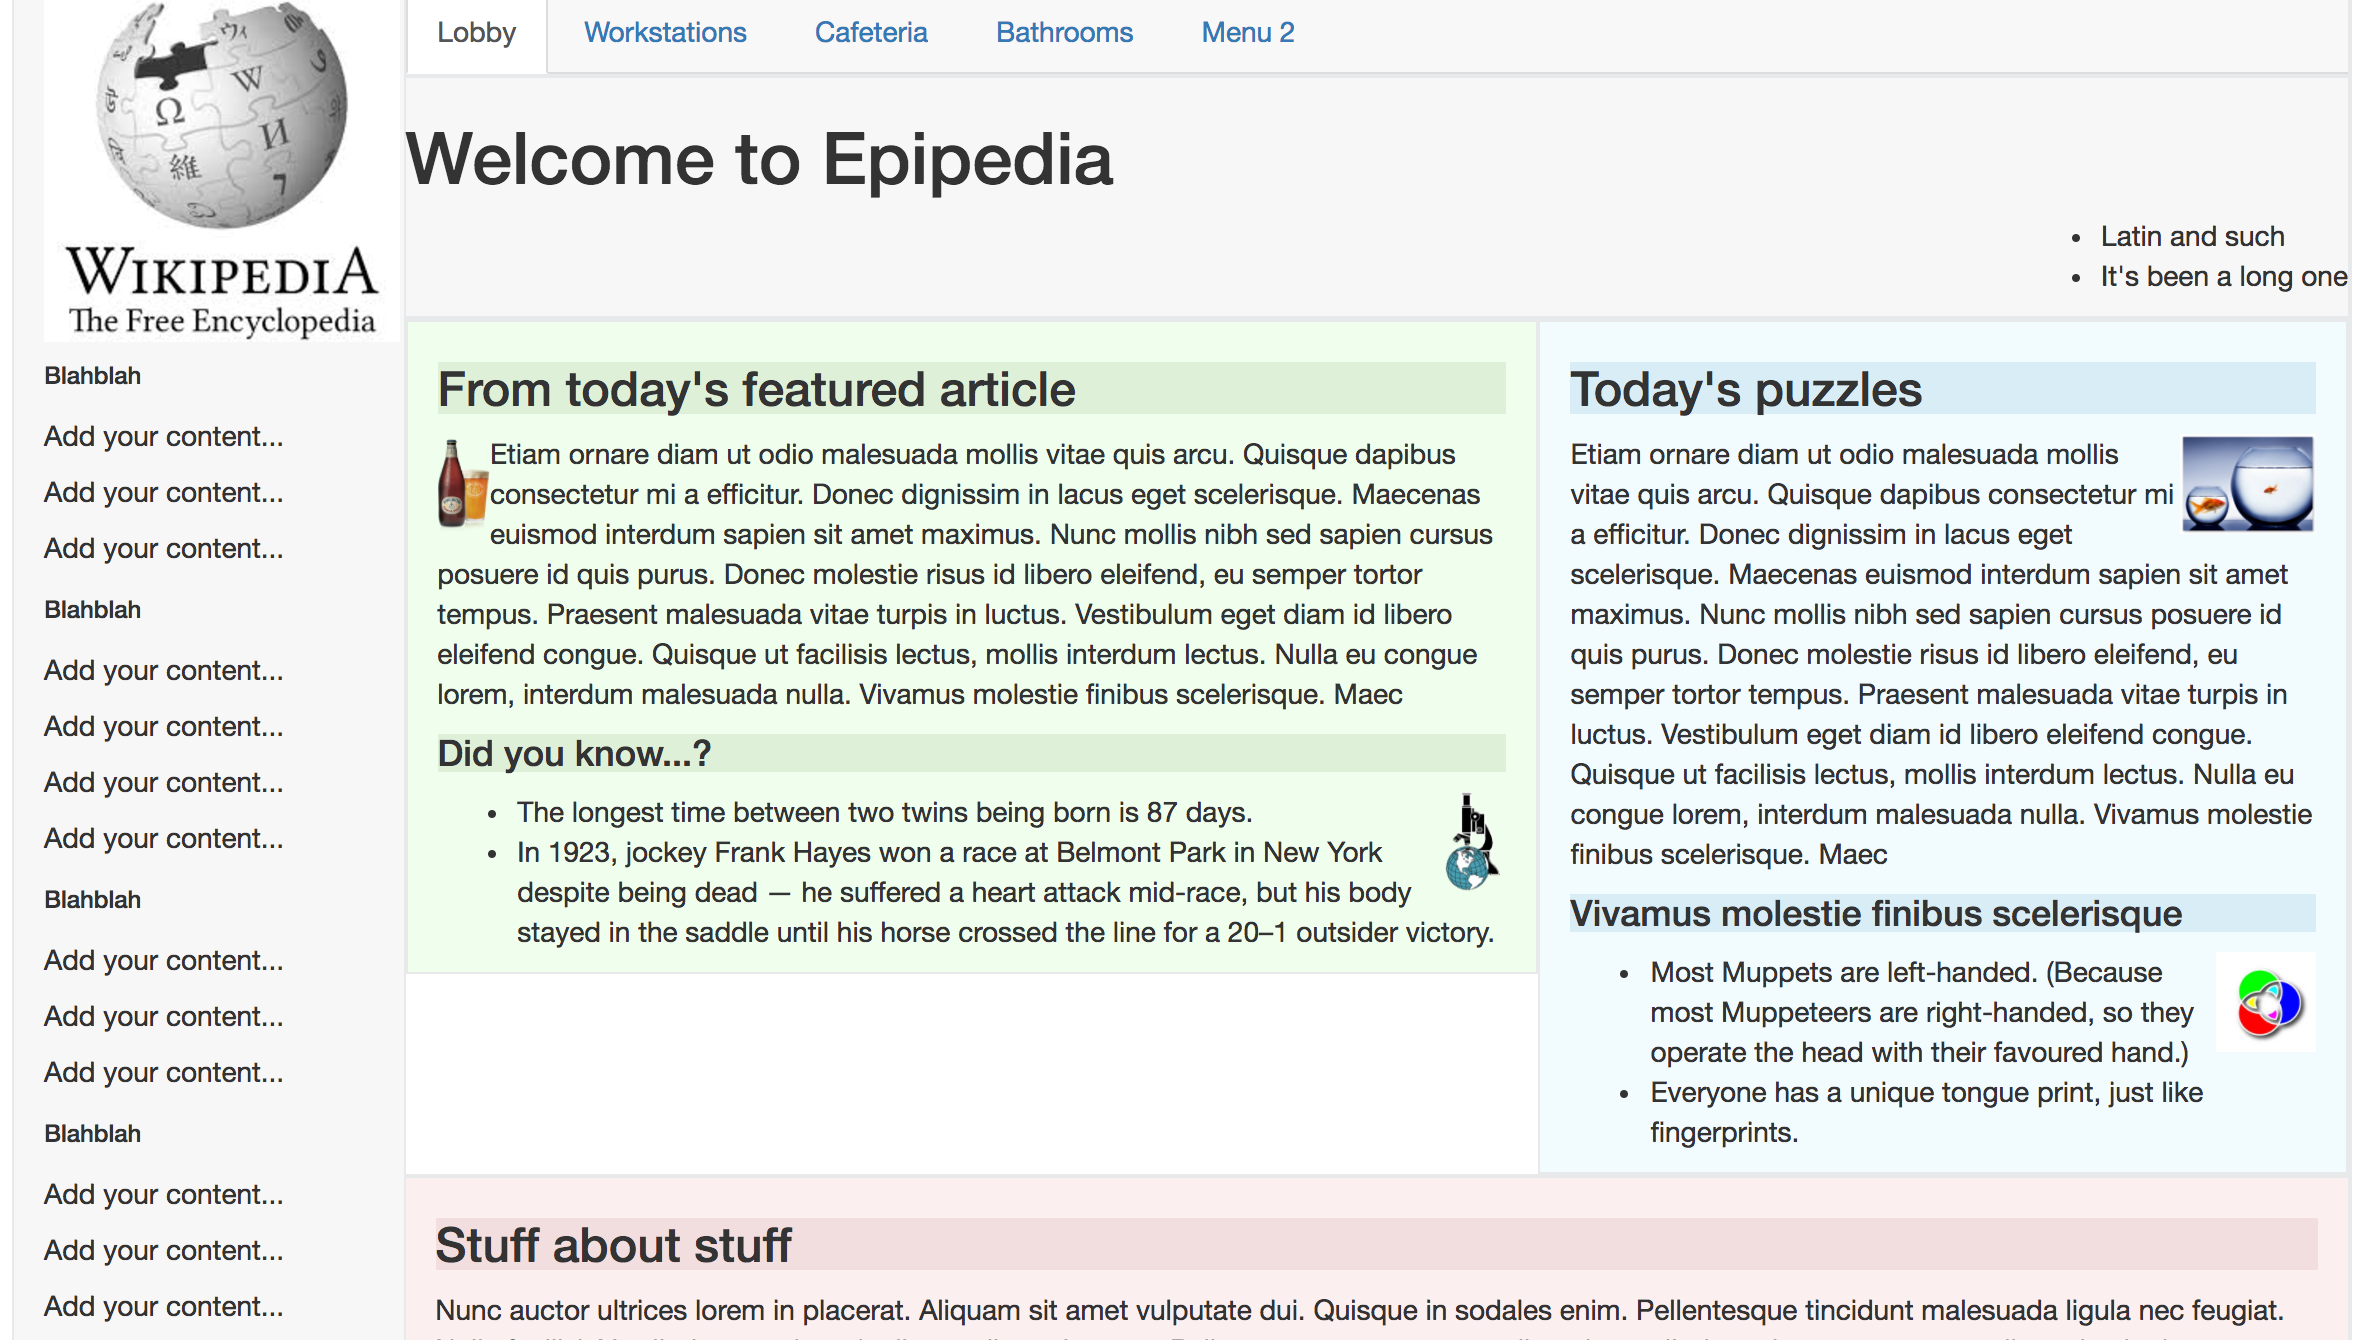 Ω
W
И
維
WIKIPEDIA
The Free Encyclopedia
Blahblah
Add your content...
Add your content...
Add your content...
Blahblah
Add your content...
Add your content...
Add your content...
Add your content...
Blahblah
Add your content...
Add your content...
Add your content...
Blahblah
Add your content...
Add your content...
Add your content...
Lobby
Workstations
Cafeteria
Bathrooms
Menu 2
Welcome to Epipedia
Latin and such
It's been a long one
From today's featured article
Etiam ornare diam ut odio malesuada mollis vitae quis arcu. Quisque dapibus
consectetur mi a efficitur. Donec dignissim in lacus eget scelerisque. Maecenas
euismod interdum sapien sit amet maximus. Nunc mollis nibh sed sapien cursus
posuere id quis purus. Donec molestie risus id libero eleifend, eu semper tortor
tempus. Praesent malesuada vitae turpis in luctus. Vestibulum eget diam id libero
eleifend congue. Quisque ut facilisis lectus, mollis interdum lectus. Nulla eu congue
lorem, interdum malesuada nulla. Vivamus molestie finibus scelerisque. Maec
Did you know...?
• The longest time between two twins being born is 87 days.
• In 1923, jockey Frank Hayes won a race at Belmont Park in New York
despite being dead — he suffered a heart attack mid-race, but his body
stayed in the saddle until his horse crossed the line for a 20–1 outsider victory.
Today's puzzles
Etiam ornare diam ut odio malesuada mollis
vitae quis arcu. Quisque dapibus consectetur mi
a efficitur. Donec dignissim in lacus eget
scelerisque. Maecenas euismod interdum sapien sit amet
maximus. Nunc mollis nibh sed sapien cursus posuere id
quis purus. Donec molestie risus id libero eleifend, eu
semper tortor tempus. Praesent malesuada vitae turpis in
luctus. Vestibulum eget diam id libero eleifend congue.
Quisque ut facilisis lectus, mollis interdum lectus. Nulla eu
congue lorem, interdum malesuada nulla. Vivamus molestie
finibus scelerisque. Maec
Vivamus molestie finibus scelerisque
• Most Muppets are left-handed. (Because
most Muppeteers are right-handed, so they
operate the head with their favoured hand.)
• Everyone has a unique tongue print, just like
fingerprints.
Stuff about stuff
Nunc auctor ultrices lorem in placerat. Aliquam sit amet vulputate dui. Quisque in sodales enim. Pellentesque tincidunt malesuada ligula nec feugiat.